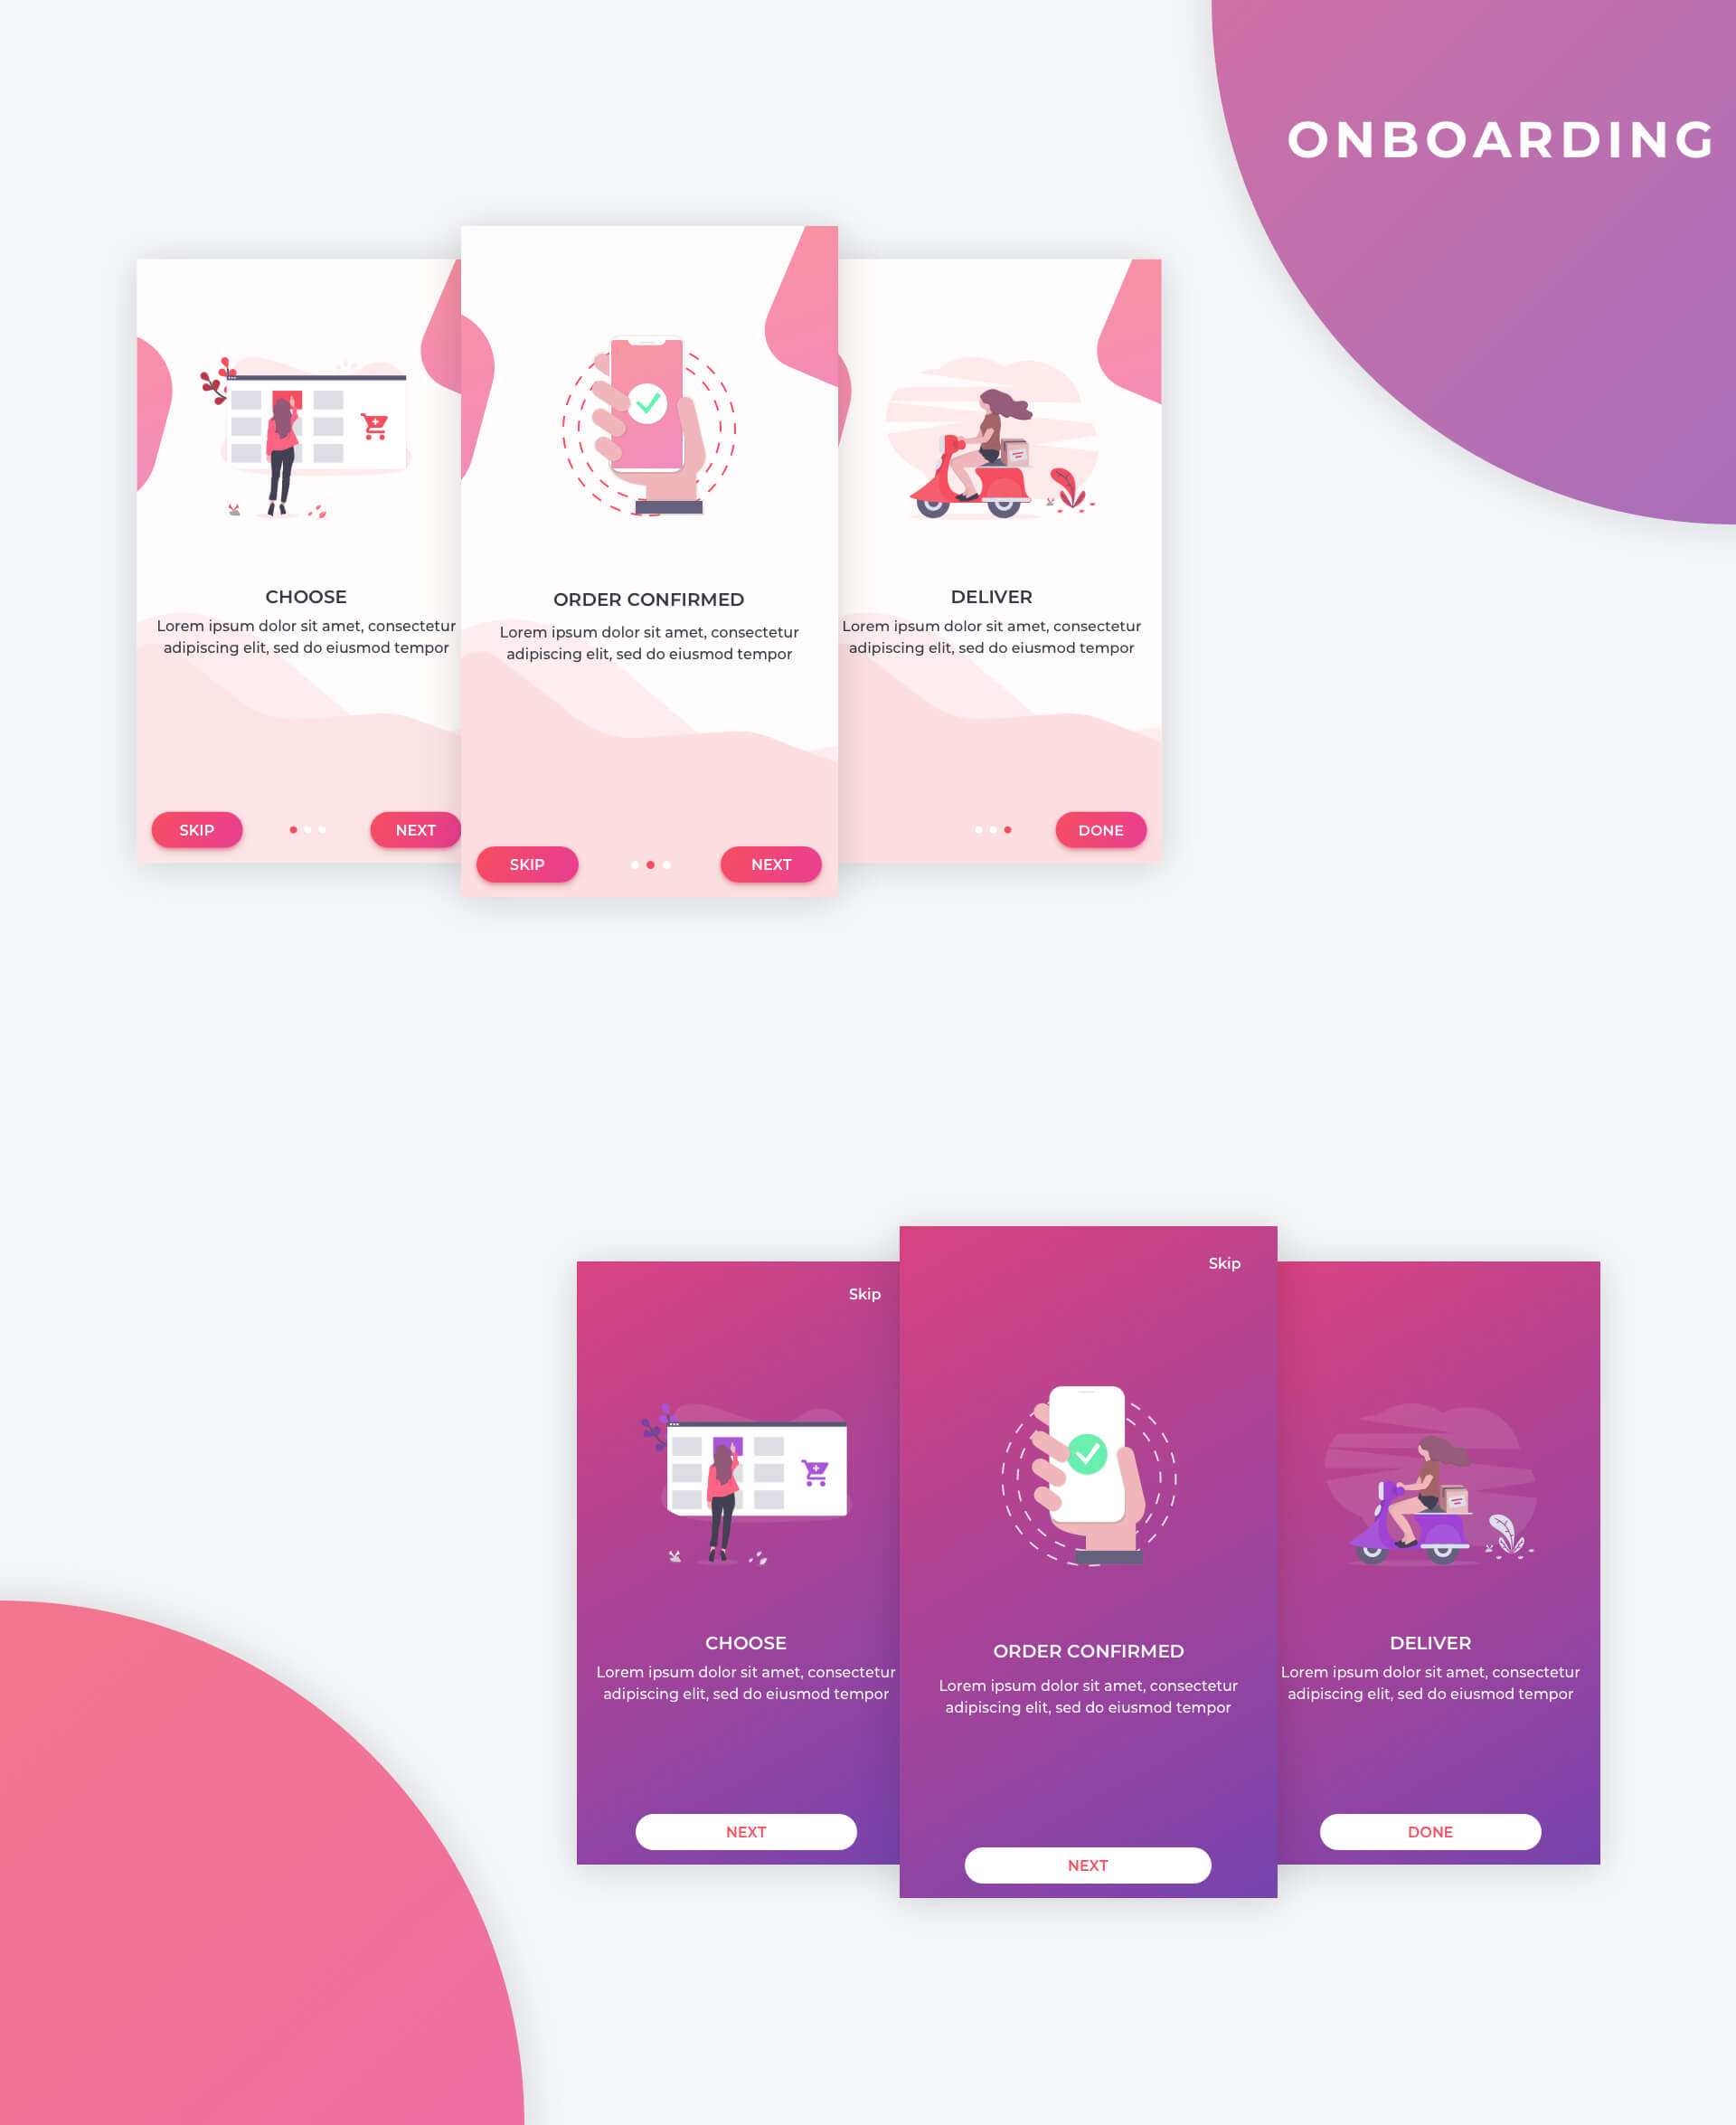 ONBOARDING
CHOOSE
Lorem ipsum dolor sit amet, consectetur
adipiscing elit, sed do eiusmod tempor
SKIP
NEXT
ORDER CONFIRMED
Lorem ipsum dolor sit amet, consectetur
adipiscing elit, sed do eiusmod tempor
SKIP
NEXT
DELIVER
Lorem ipsum dolor sit amet, consectetur
adipiscing elit, sed do eiusmod tempor
DONE
Skip
CHOOSE
Lorem ipsum dolor sit amet, consectetur
adipiscing elit, sed do eiusmod tempor
NEXT
Skip
ORDER CONFIRMED
Lorem ipsum dolor sit amet, consectetur
adipiscing elit, sed do eiusmod tempor
NEXT
DELIVER
Lorem ipsum dolor sit amet, consectetur
adipiscing elit, sed do eiusmod tempor
DONE